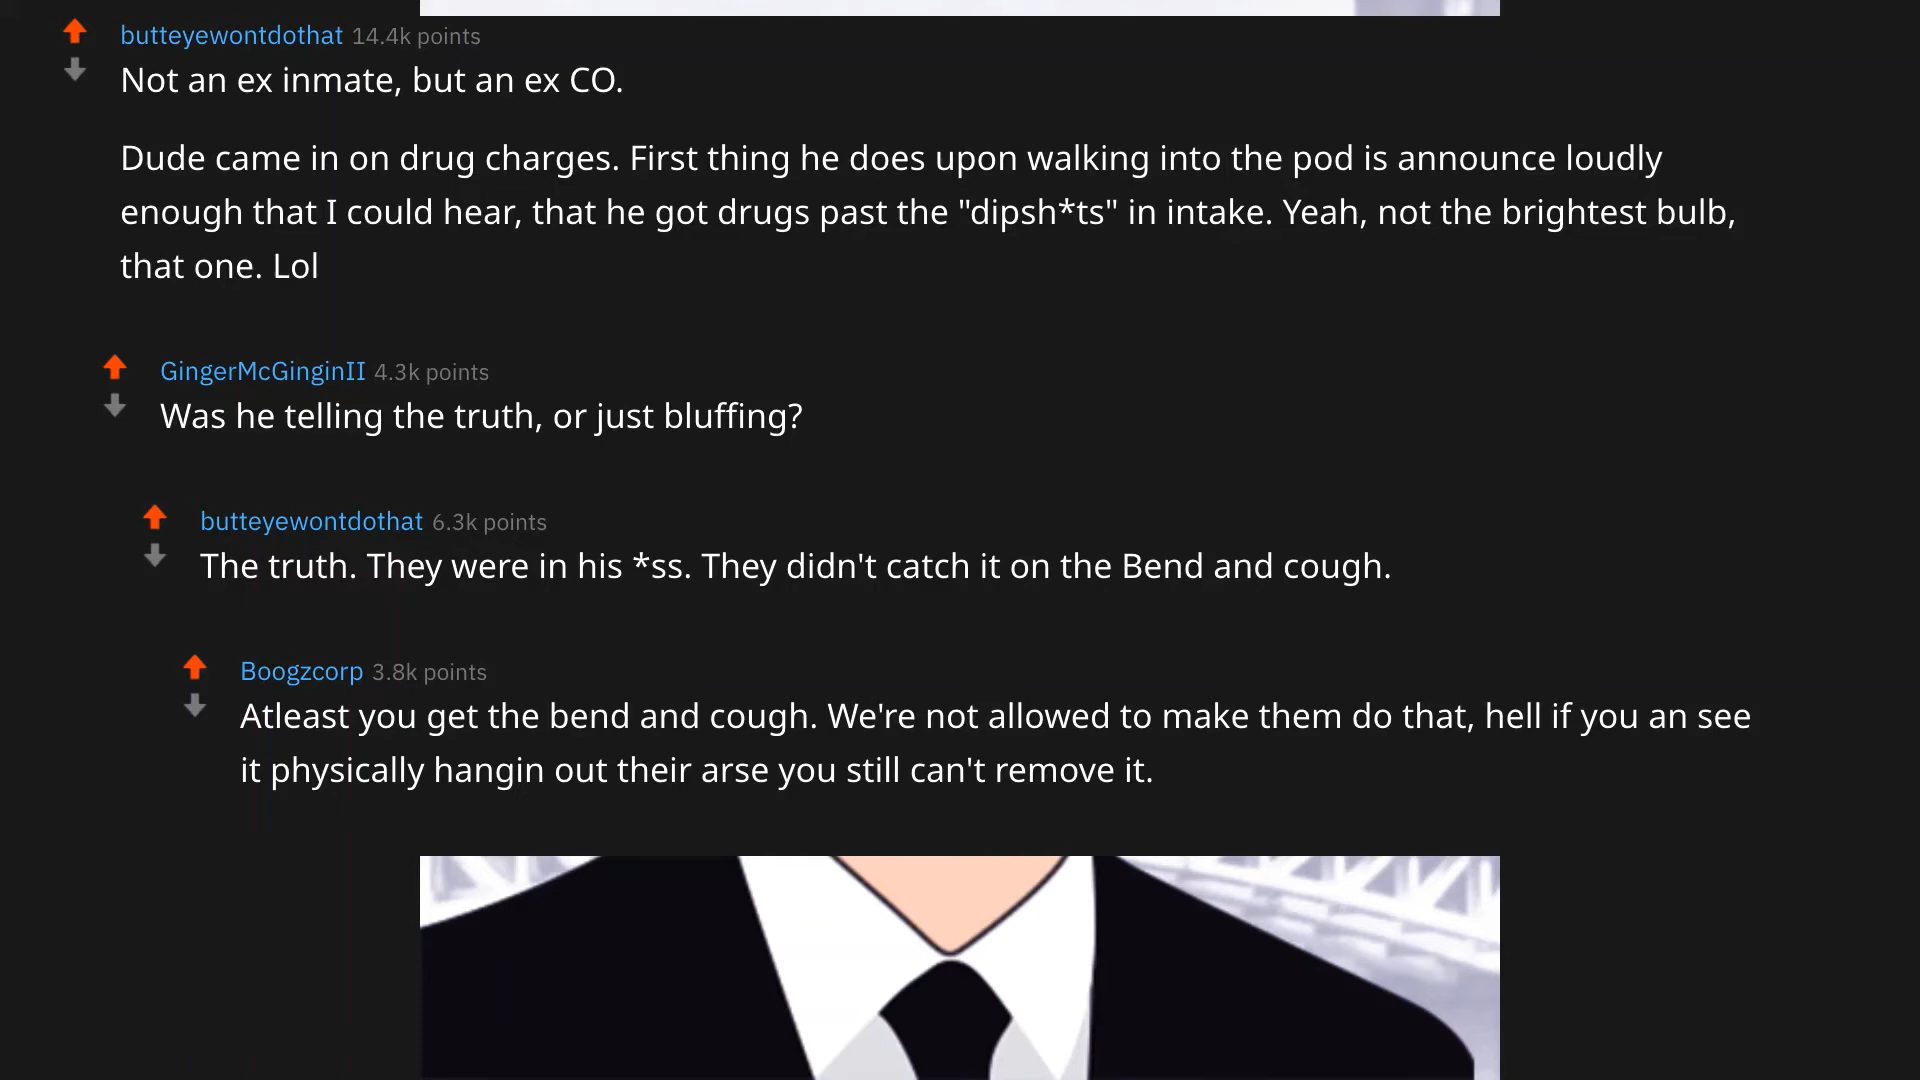 butteyewontdothat 14.4k points
Not an ex inmate, but an ex CO.
Dude came in on drug charges. First thing he does upon walking into the pod is announce loudly
enough that I could hear, that he got drugs past the "dipsh*ts" in intake. Yeah, not the brightest bulb,
that one. Lol
GingerMcGinginII 4.3k points
Was he telling the truth, or just bluffing?
butteyewontdothat 6.3k points
The truth. They were in his *ss. They didn't catch it on the Bend and cough.
Boogzcorp 3.8k points
Atleast you get the bend and cough. We're not allowed to make them do that, hell if you an see
it physically hangin out their arse you still can't remove it.